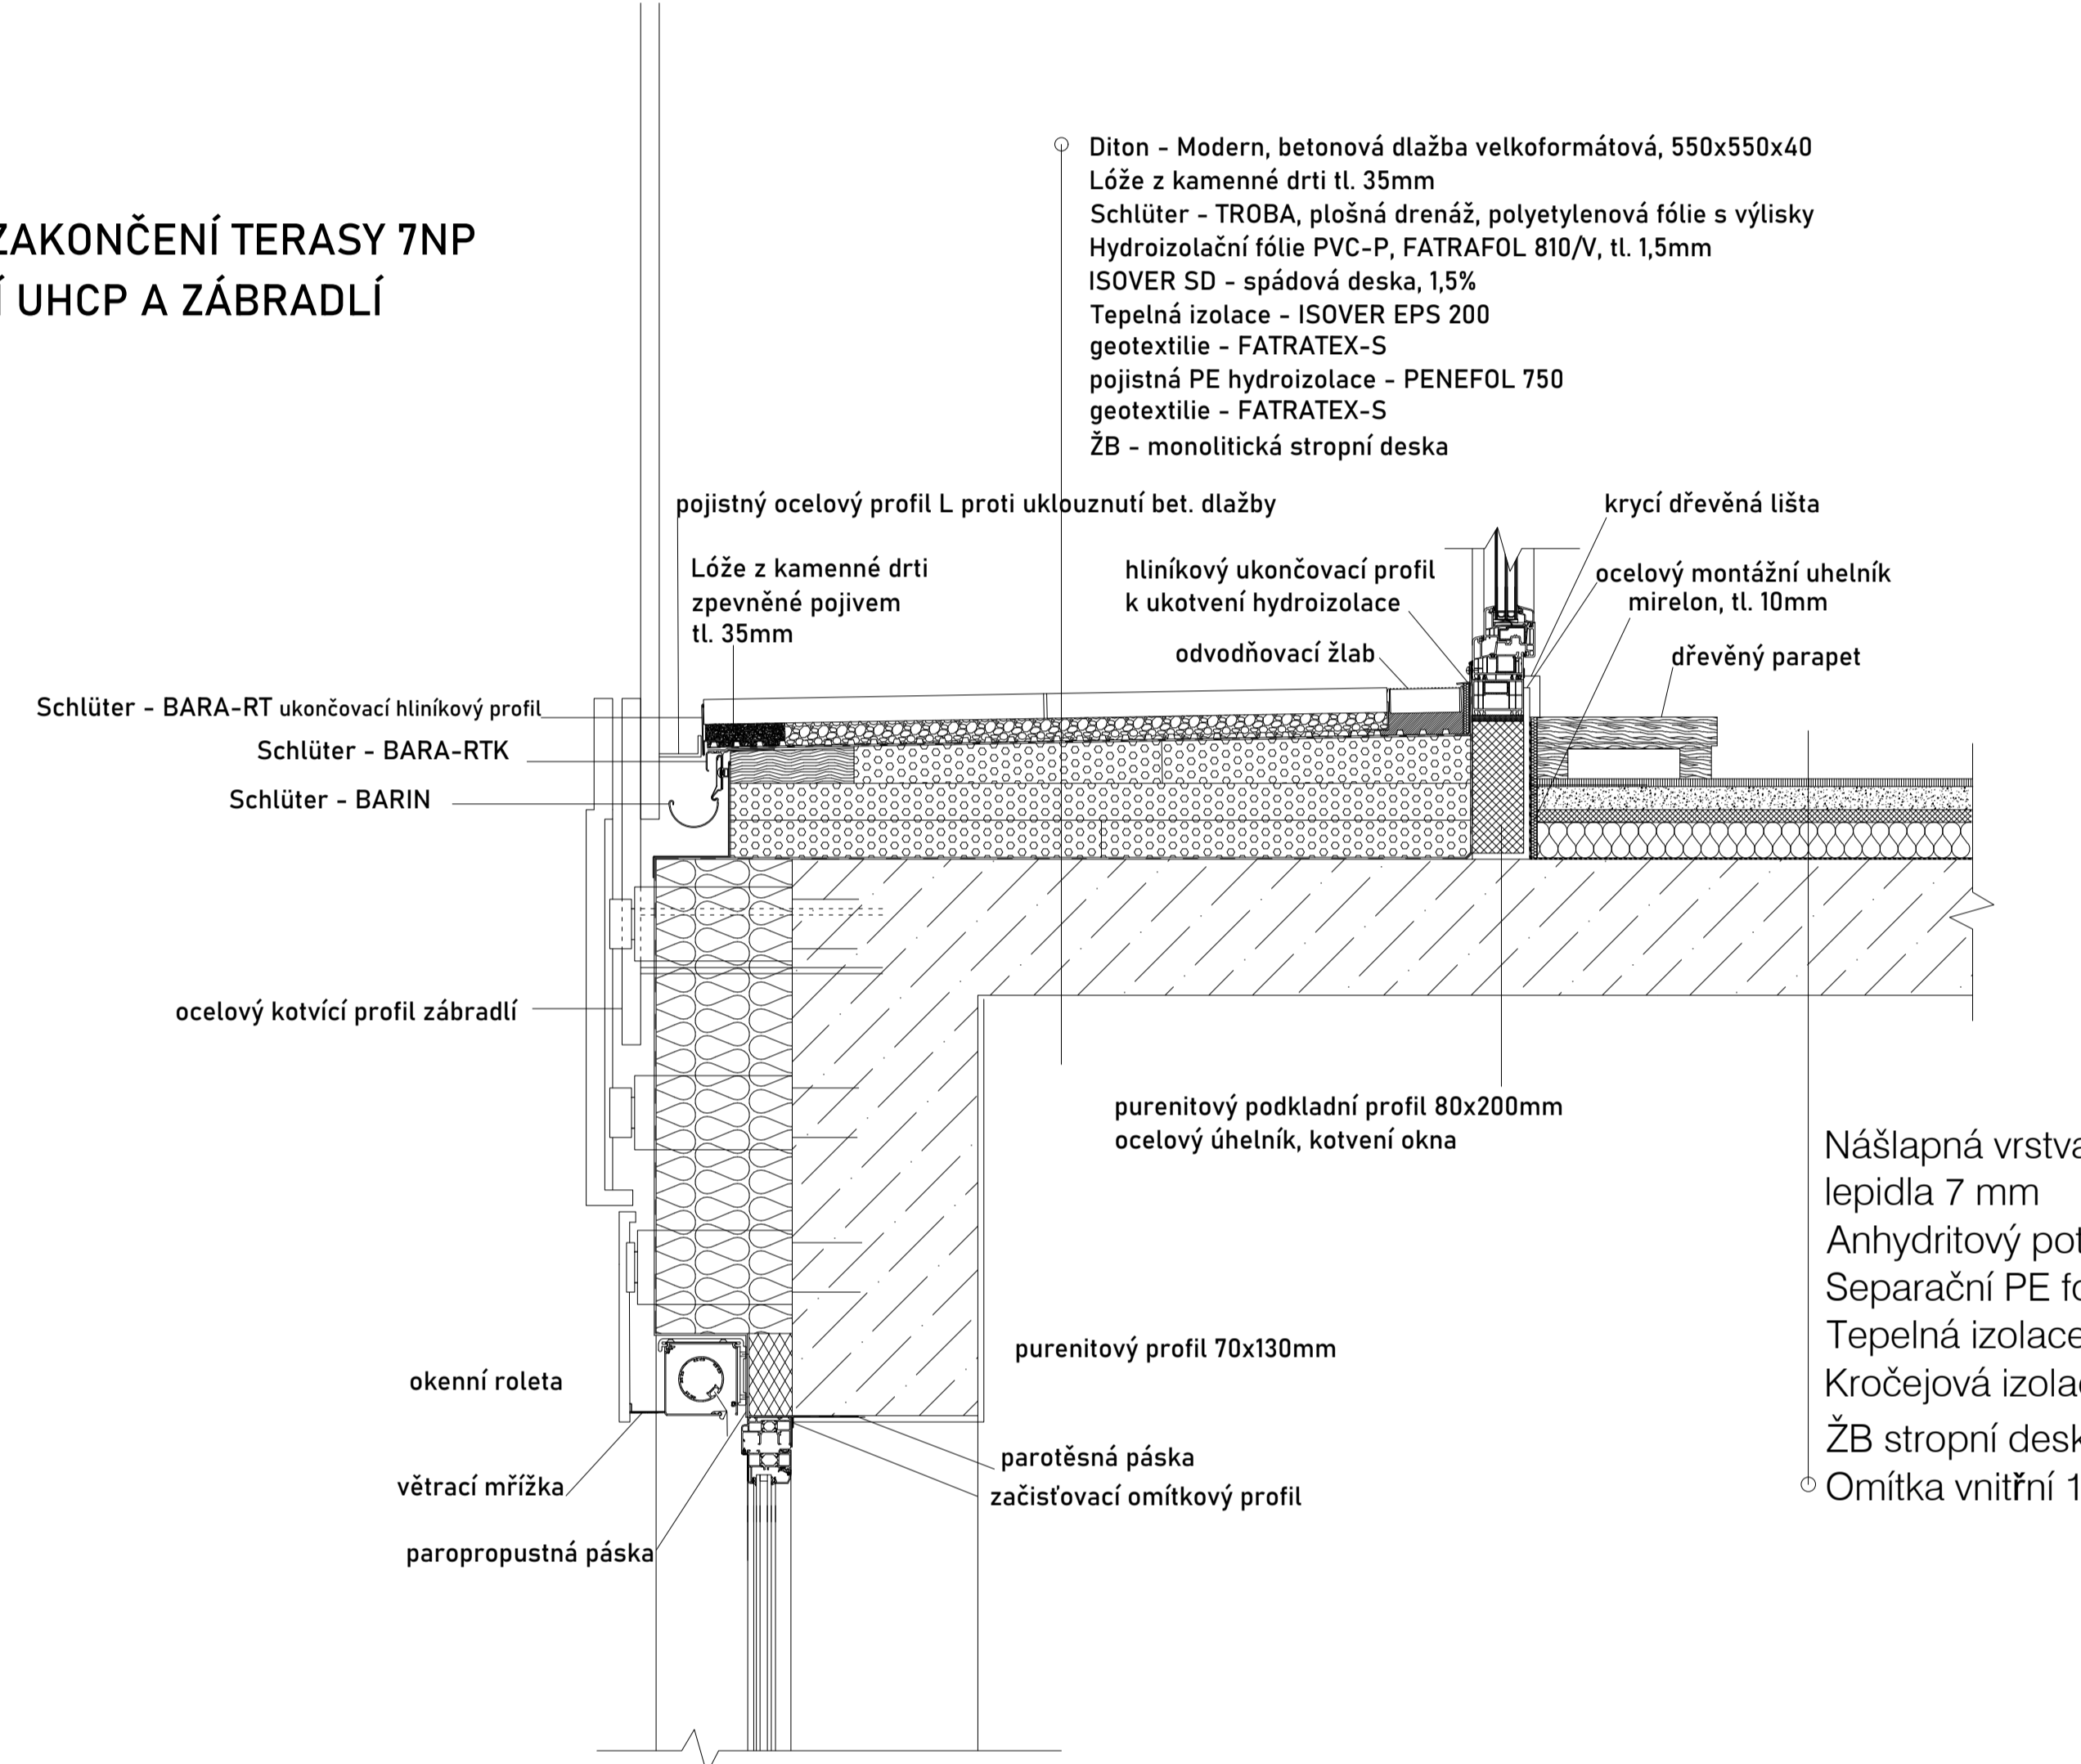 ZAKONČENÍ TERASY 7NP
Í UHCP A ZÁBRADLÍ
Diton - Modern, betonová dlažba velkoformátová, 550x550x40
Lóže z kamenné drti tl. 35mm
Schlüter - TROBA, plošná drenáž, polyetylenová fólie s výlisky
Hydroizolační fólie PVC-P, FATRAFOL 810/V, tl. 1,5mm
ISOVER SD - spádová deska, 1,5%
Tepelná izolace - ISOVER EPS 200
geotextilie - FATRATEX-S
pojistná PE hydroizolace - PENEFOL 750
geotextilie - FATRATEX-S
ŽB - monolitická stropní deska
pojistný ocelový profil L proti uklouznutí bet. dlažby
krycí dřevěná lišta
Lóže z kamenné drti
zpevněné pojivem
tl. 35mm
hliníkový ukončovací profil
k ukotvení hydroizolace
ocelový montážní uhelník
mirelon, tl. 10mm
odvodňovací žlab
dřevěný parapet
Schlüter - BARA-RT ukončovací hliníkový profil
Schlüter - BARA-RTK
Schlüter - BARIN
ocelový kotvící profil zábradlí
purenitový podkladní profil 80x200mm
ocelový úhelník, kotvení okna
Nášlapná vrstva
lepidla 7 mm
Anhydritový pot
Separační PE fo
Tepelná izolace
Kročejová izolac
ŽB stropní desk
Omítka vnitřní 1
purenitový profil 70x130mm
okenní roleta
parotěsná páska
větrací mřížka
začisťovací omítkový profil
paropropustná páska